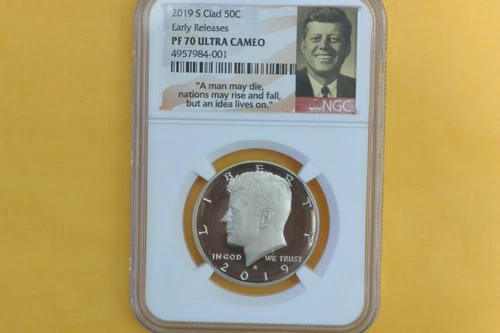 2019 S Clad 50C
Early Releases
PF 70 ULTRA CAMEO
4957984-001
"A man may die,
nations may rise and fall,
but an idea lives on."
NGC
LIBERTY
IN GOD WE TRUST
S
2019